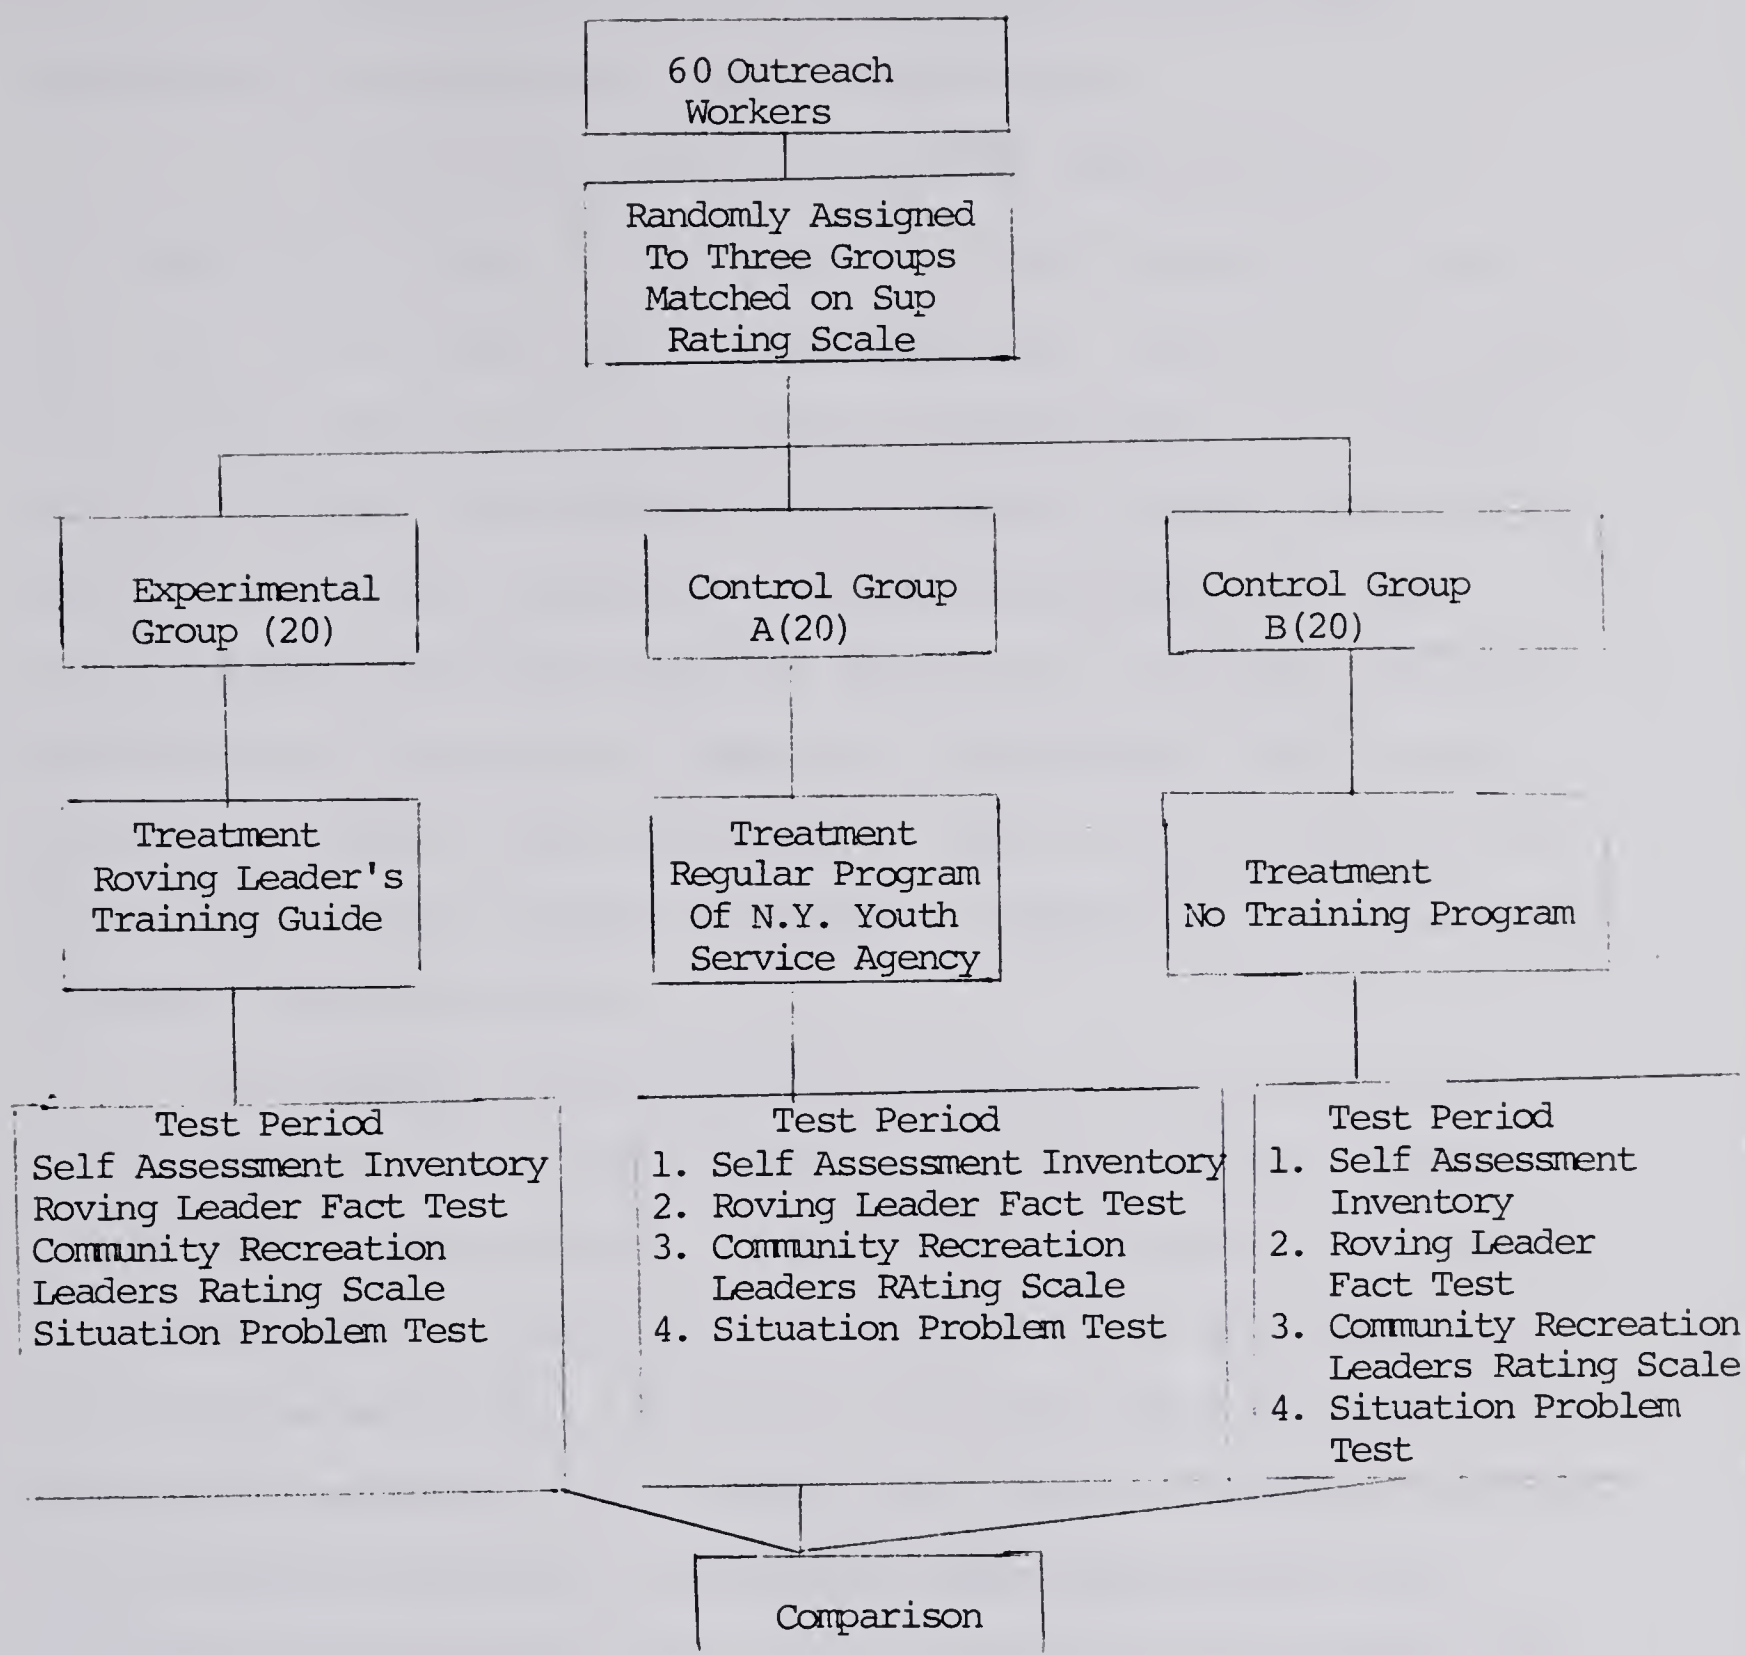 60 Outreach
Workers
Randomly Assigned
To Three Groups
Matched on Sup
Rating Scale
Experimental
Group (20)
Control Group
A(20)
Control Group
B(20)
Treatment
Roving Leader's
Training Guide
Treatment
Regular Program
Of N.Y. Youth
Service Agency
Treatment
No Training Program
Test Period
Self Assessment Inventory
Roving Leader Fact Test
Community Recreation
Leaders Rating Scale
Situation Problem Test
Test Period
1. Self Assessment Inventory
2. Roving Leader Fact Test
3. Community Recreation
Leaders RAting Scale
4. Situation Problem Test
Test Period
1. Self Assessment
Inventory
2. Roving Leader
Fact Test
3. Community Recreation
Leaders Rating Scale
4. Situation Problem
Test
Comparison